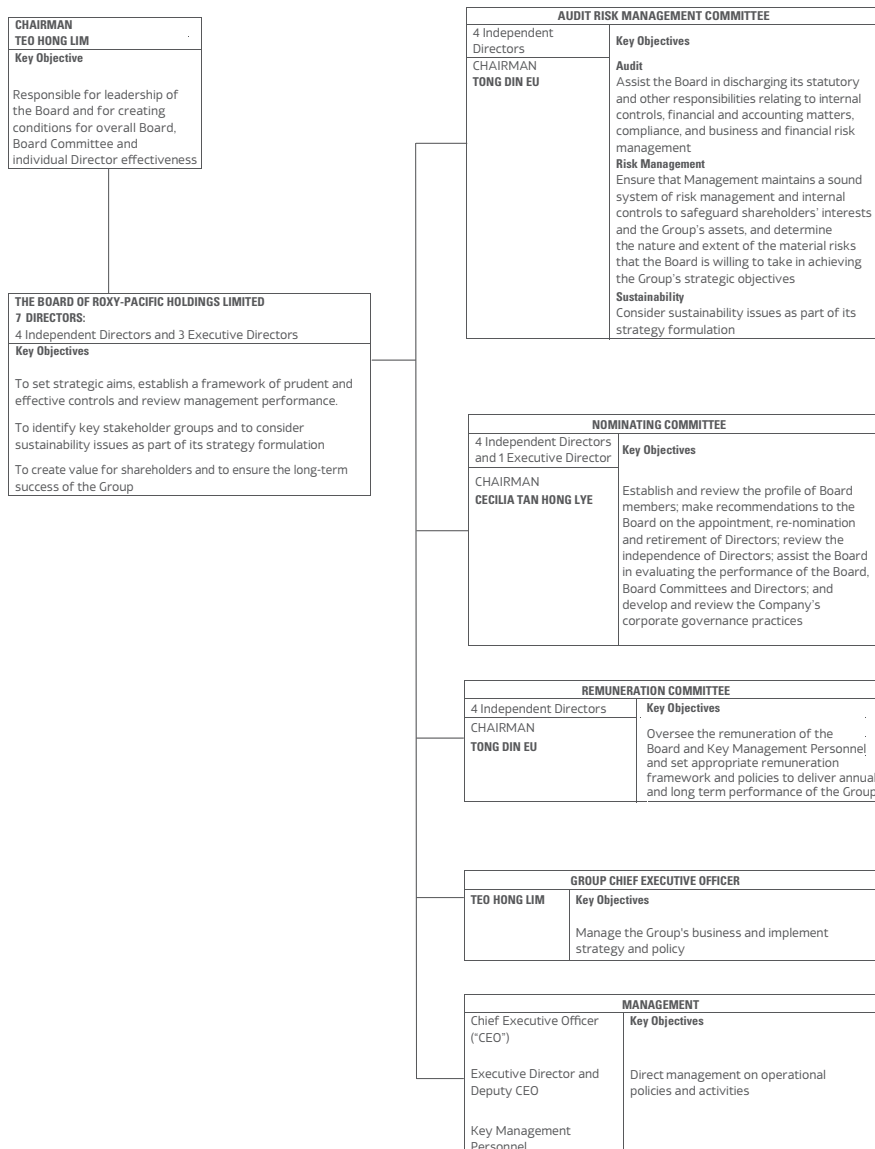 CHAIRMAN
TEO HONG LIM
Key Objective
Responsible for leadership of
the Board and for creating
conditions for overall Board,
Board Committee and
individual Director effectiveness
THE BOARD OF ROXY-PACIFIC HOLDINGS LIMITED
7 DIRECTORS:
4 Independent Directors and 3 Executive Directors
Key Objectives
To set strategic aims, establish a framework of prudent and
effective controls and review management performance.
To identify key stakeholder groups and to consider
sustainability issues as part of its strategy formulation
To create value for shareholders and to ensure the long-term
success of the Group
AUDIT RISK MANAGEMENT COMMITTEE
4 Independent
Directors
Key Objectives
CHAIRMAN
TONG DIN EU
Audit
Assist the Board in discharging its statutory
and other responsibilities relating to internal
controls, financial and accounting matters,
compliance, and business and financial risk
management
Risk Management
Ensure that Management maintains a sound
system of risk management and internal
controls to safeguard shareholders' interests
and the Group's assets, and determine
the nature and extent of the material risks
that the Board is willing to take in achieving
the Group's strategic objectives
Sustainability
Consider sustainability issues as part of its
strategy formulation
NOMINATING COMMITTEE
4 Independent Directors
and 1 Executive Director
Key Objectives
CHAIRMAN
CECILIA TAN HONG LYE
Establish and review the profile of Board
members; make recommendations to the
Board on the appointment, re-nomination
and retirement of Directors; review the
independence of Directors; assist the Board
in evaluating the performance of the Board,
Board Committees and Directors; and
develop and review the Company's
corporate governance practices
REMUNERATION COMMITTEE
4 Independent Directors
Key Objectives
CHAIRMAN
TONG DIN EU
Oversee the remuneration of the
Board and Key Management Personnel
and set appropriate remuneration
framework and policies to deliver annual
and long term performance of the Group
GROUP CHIEF EXECUTIVE OFFICER
TEO HONG LIM
Key Objectives
Manage the Group's business and implement
strategy and policy
MANAGEMENT
Chief Executive Officer
("CEO")
Key Objectives
Executive Director and
Deputy CEO
Direct management on operational
policies and activities
Key Management
Personnel